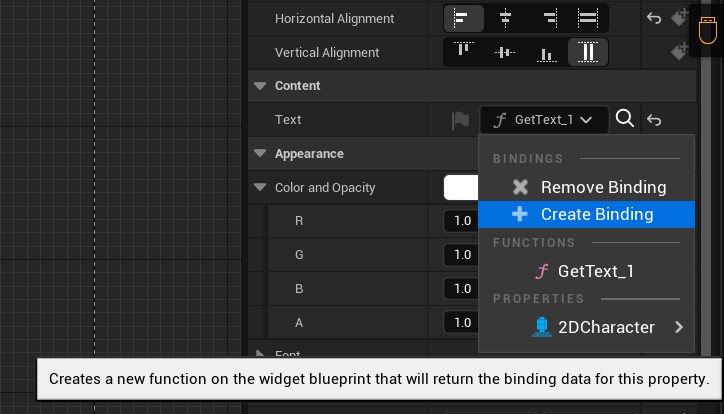 Horizontal Alignment
Vertical Alignment
Content
Text
GetText_1
Appearance
BINDINGS
Color and Opacity
Remove Binding
R 1.0
Create Binding
G 1.0
FUNCTIONS
GetText_1
B 1.0
PROPERTIES
A 1.0
2DCharacter
Font
Creates a new function on the widget blueprint that will return the binding data for this property.